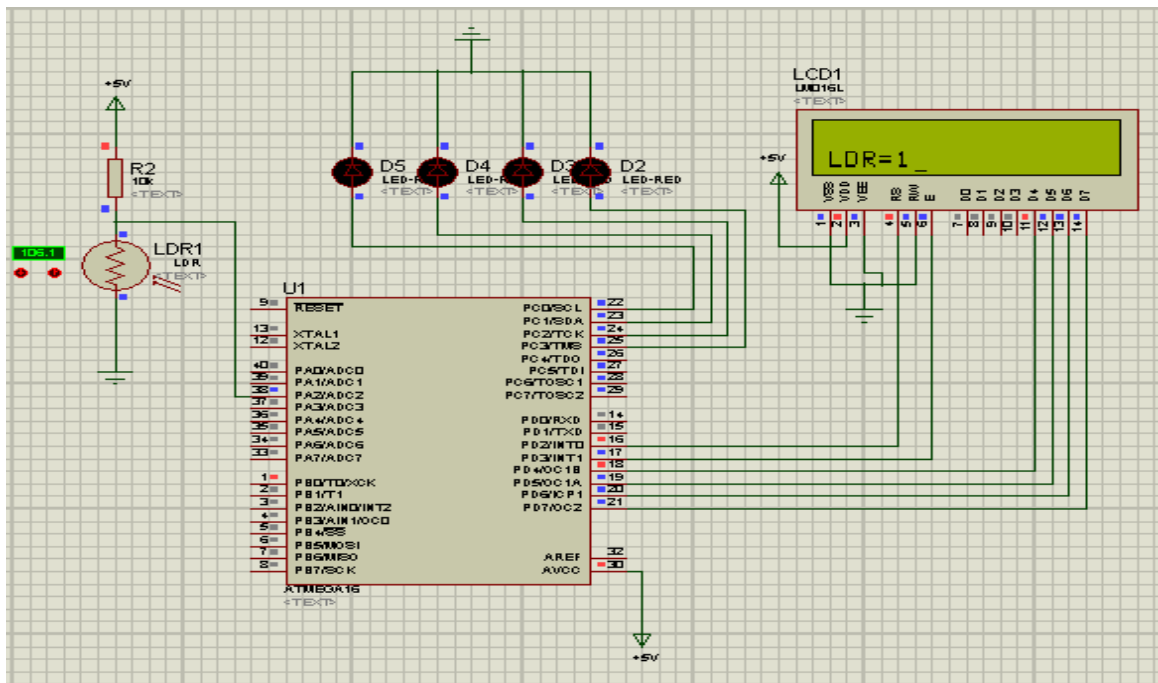 +5V
R2
10k
<TEXT>
LDR1
LDR
<TEXT>
D5
LED-R
<TEXT>
D4
LED-R
<TEXT>
D3
<TEXT>
D2
LED-RED
<TEXT>
LCD1
LM016L
<TEXT>
+5V
LDR=1_
VSS
VDD
VEE
RS
RW
E
D0
D1
D2
D3
D4
D5
D6
D7
1
2
3
4
5
6
7
8
9
10
11
12
13
14
U1
9 RESET
13 XTAL1
12 XTAL2
40 PA0/ADC0
39 PA1/ADC1
38 PA2/ADC2
37 PA3/ADC3
36 PA4/ADC4
35 PA5/ADC5
34 PA6/ADC6
33 PA7/ADC7
1 PB0/T0/XCK
2 PB1/T1
3 PB2/AIN0/INT2
4 PB3/AIN1/OC0
5 PB4/SS
6 PB5/MOSI
7 PB6/MISO
8 PB7/SCK
PC0/SCL 22
PC1/SDA 23
PC2/TCK 24
PC3/TMS 25
PC4/TDO 26
PC5/TDI 27
PC6/TOSC1 28
PC7/TOSC2 29
PD0/RXD 14
PD1/TXD 15
PD2/INT0 16
PD3/INT1 17
PD4/OC1B 18
PD5/OC1A 19
PD6/ICP1 20
PD7/OC2 21
AREF 32
AVCC 30
ATMEGA16
<TEXT>
+5V